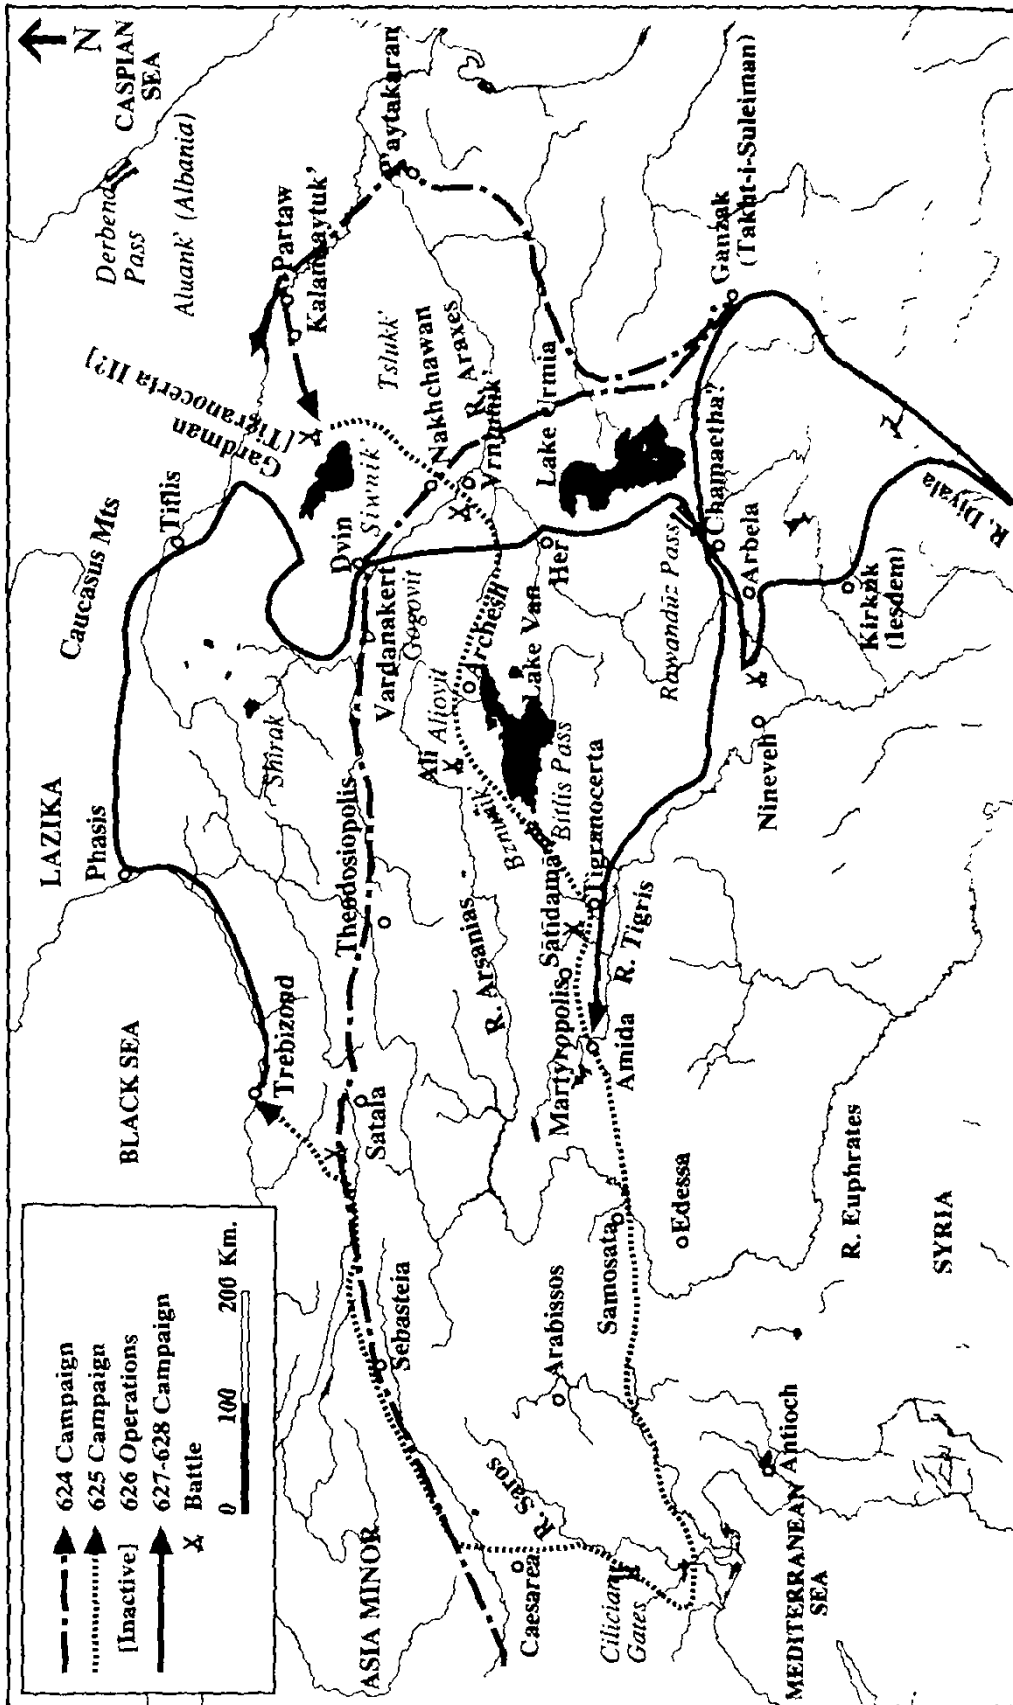 624 Campaign
625 Campaign
[Inactive] 626 Operations
627-628 Campaign
Battle
0 100 200 Km.
N
CASPIAN
SEA
Derbend
Pass
Aluank' (Albania)
Caucasus Mts
LAZIKA
Phasis
BLACK SEA
Trebizond
Tiflis
Gardman
[Tigranoceria II?]
Partaw
Kalankaytuk'
P'aytakaran
Shirak
Dvin
Siwnik'
Tslukk'
Nakhchawan
R. Araxes
Vrnjunik'
Vardanakert
Gogovit
Theodosiopolis
Satala
Sebasteia
ASIA MINOR
Caesarea
R. Saros
Cilician
Gates
Arabissos
Samosata
Edessa
Martyropolis
Amida
R. Tigris
Satidama
Tigranocerta
R. Arsanias
Bznunik'
Bitlis Pass
Ali
Aliovit
Archesh
Lake Van
Her
Lake Urmia
Ganzak
(Takht-i-Suleiman)
Rawanduz Pass
Chamaetha?
Arbela
Nineveh
Kirkuk
(Iesdem)
R. Diyala
R. Euphrates
SYRIA
Antioch
MEDITERRANEAN
SEA